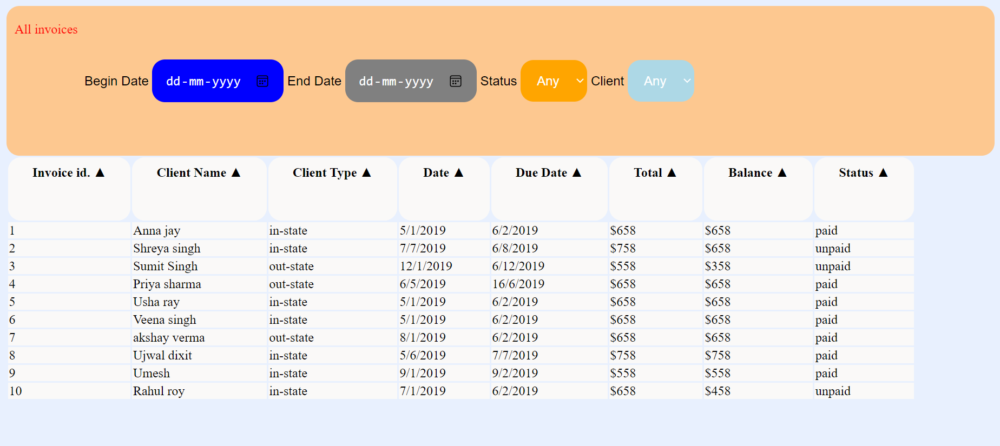 All invoices
Begin Date dd-mm-yyyy End Date dd-mm-yyyy Status Any Client Any
Invoice id. ▲ Client Name ▲ Client Type ▲ Date ▲ Due Date ▲ Total ▲ Balance ▲ Status ▲
1 Anna jay in-state 5/1/2019 6/2/2019 $658 $658 paid
2 Shreya singh in-state 7/7/2019 6/8/2019 $758 $658 unpaid
3 Sumit Singh out-state 12/1/2019 6/12/2019 $558 $358 unpaid
4 Priya sharma out-state 6/5/2019 16/6/2019 $658 $658 paid
5 Usha ray in-state 5/1/2019 6/2/2019 $658 $658 paid
6 Veena singh in-state 5/1/2019 6/2/2019 $658 $658 paid
7 akshay verma out-state 8/1/2019 6/2/2019 $658 $658 paid
8 Ujwal dixit in-state 5/6/2019 7/7/2019 $758 $758 paid
9 Umesh in-state 9/1/2019 9/2/2019 $558 $558 paid
10 Rahul roy in-state 7/1/2019 6/2/2019 $658 $458 unpaid